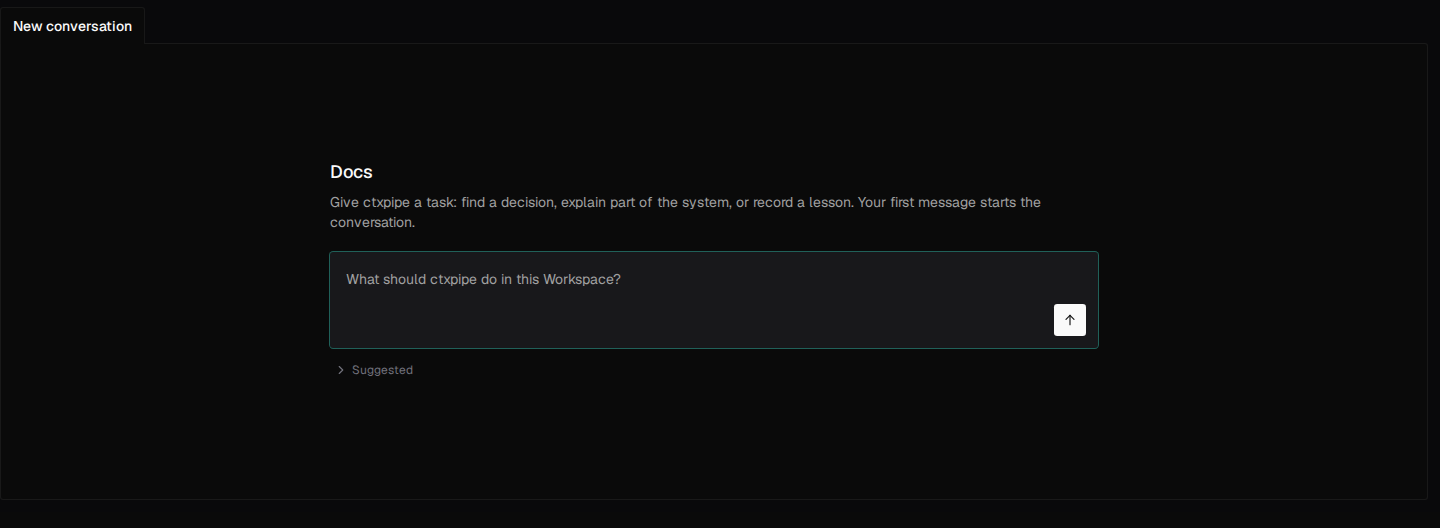 New conversation
Docs
Give ctxpipe a task: find a decision, explain part of the system, or record a lesson. Your first message starts the
conversation.
What should ctxpipe do in this Workspace?
Suggested